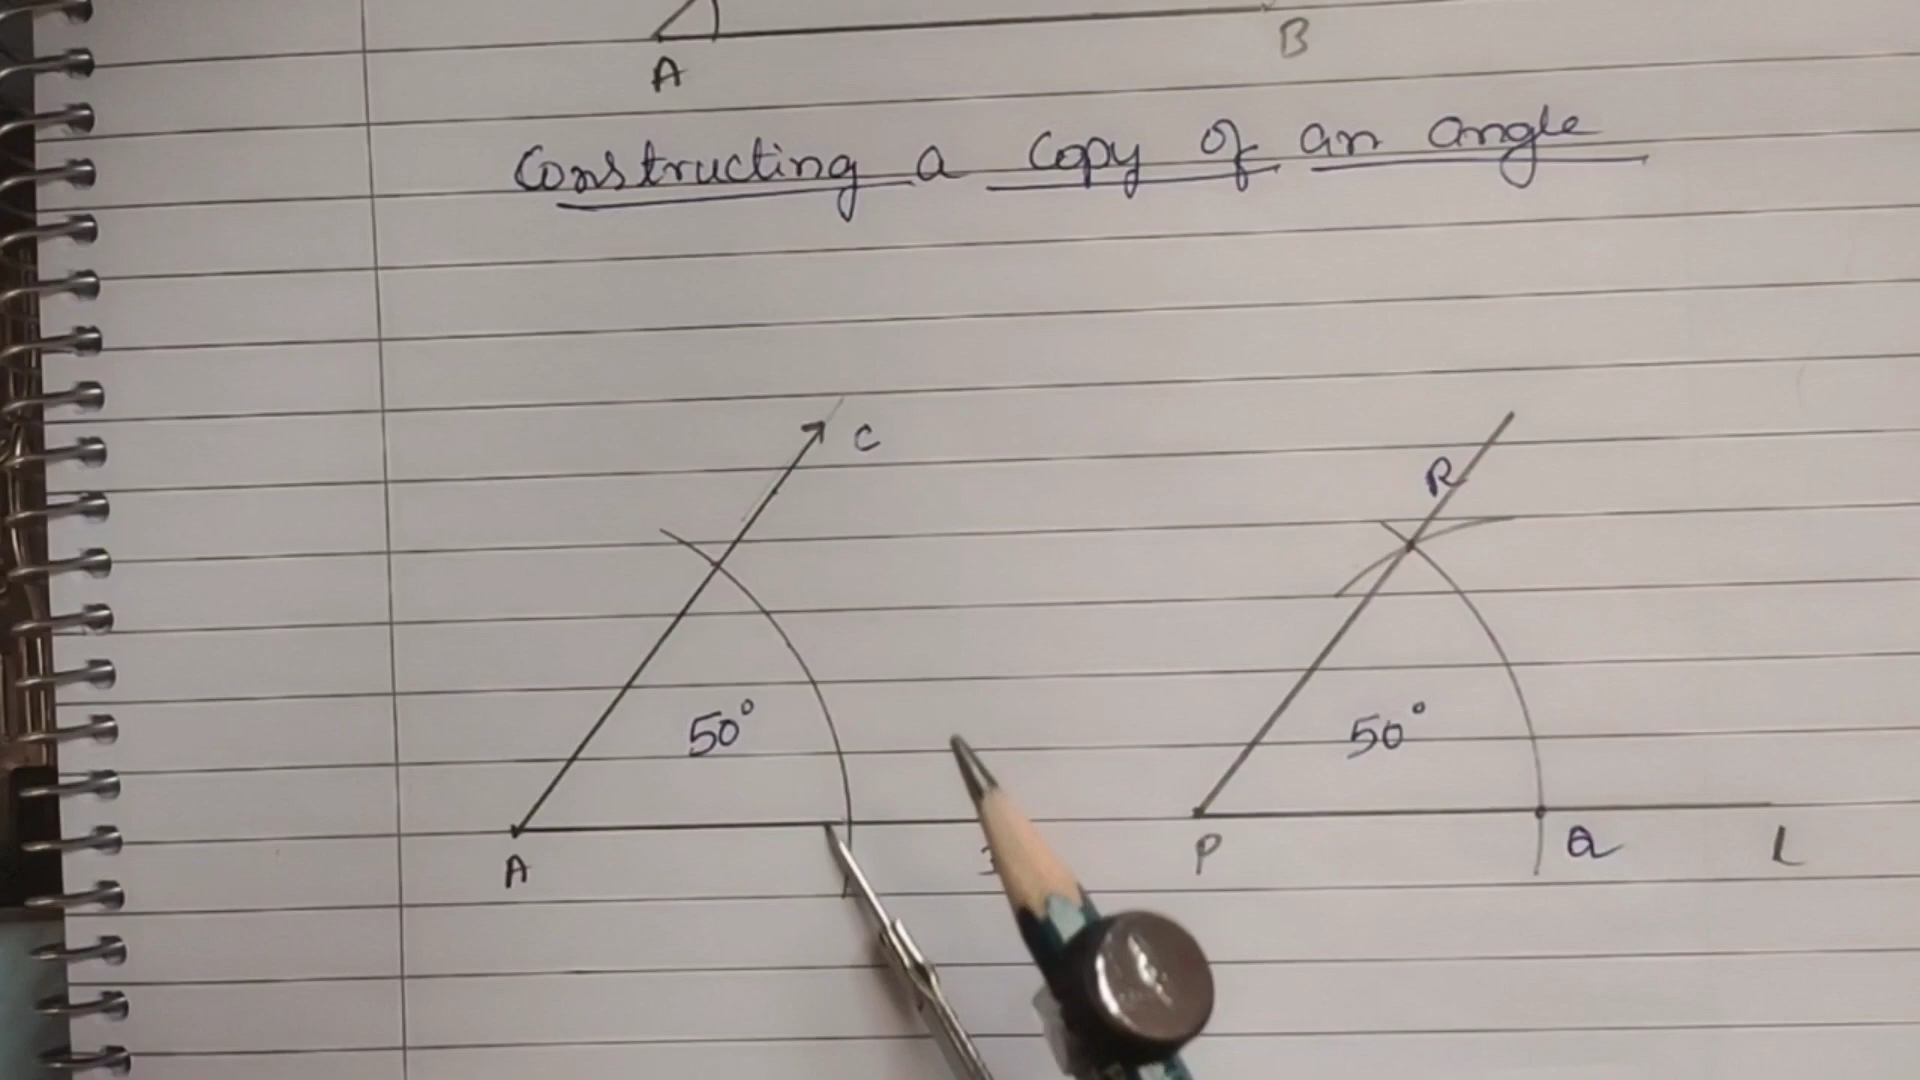 A B
Constructing a Copy of an angle
C
R
50° 50°
A P Q L